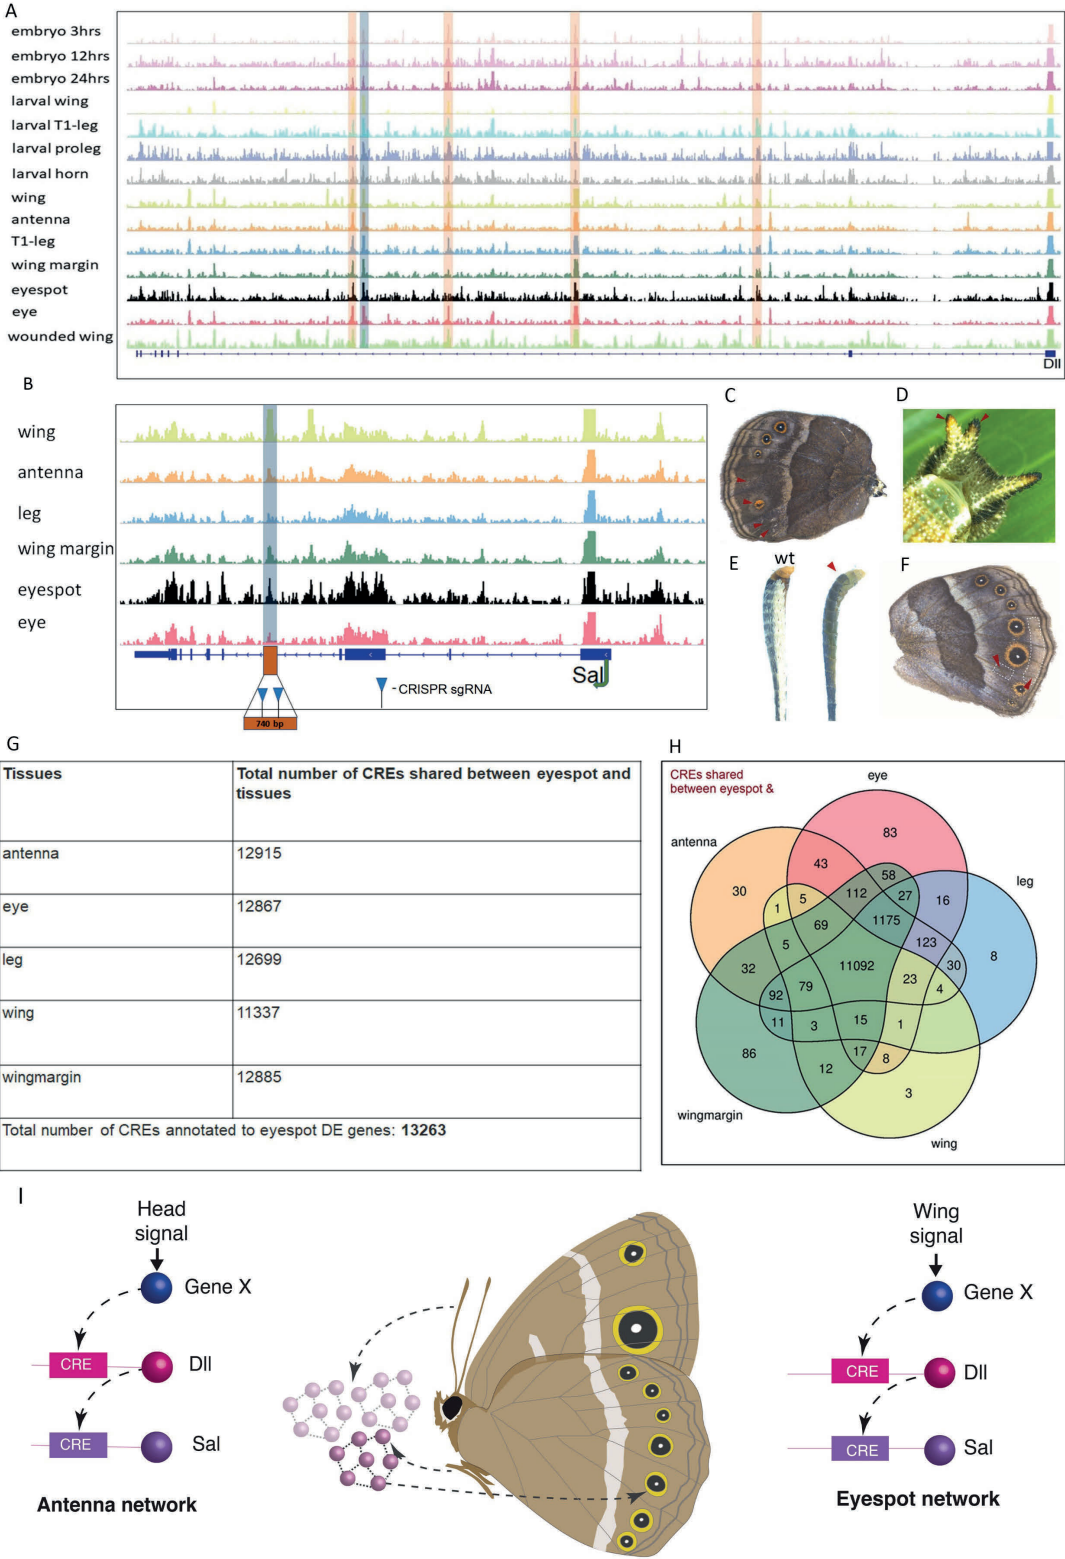 A
embryo 3hrs
embryo 12hrs
embryo 24hrs
larval wing
larval T1-leg
larval proleg
larval horn
wing
antenna
T1-leg
wing margin
eyespot
eye
wounded wing
Dll
B
wing
antenna
leg
wing margin
eyespot
eye
Sal
- CRISPR sgRNA
740 bp
C
D
E
wt
F
G
Tissues
Total number of CREs shared between eyespot and
tissues
antenna
12915
eye
12867
leg
12699
wing
11337
wingmargin
12885
Total number of CREs annotated to eyespot DE genes: 13263
H
CREs shared
between eyespot &
eye
antenna
leg
wingmargin
wing
83
43
58
30
112
27
16
5
1
69
1175
123
8
5
32
11092
30
23
4
92
79
11
3
15
1
86
17
8
12
3
I
Head
signal
Gene X
CRE
Dll
CRE
Sal
Antenna network
Wing
signal
Gene X
CRE
Dll
CRE
Sal
Eyespot network